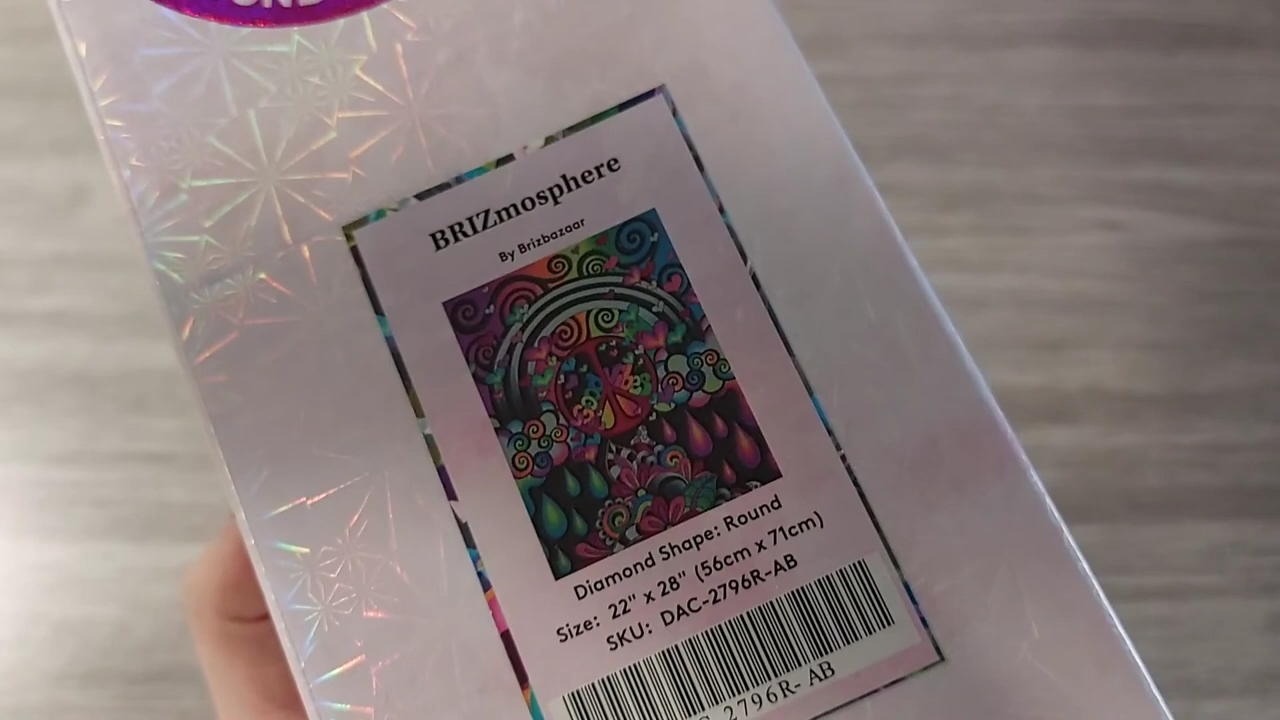 BRIZmosphere
By Brizbazaar
Diamond Shape: Round
Size: 22" x 28" (56cm x 71cm)
SKU: DAC-2796R-AB
2796R- AB